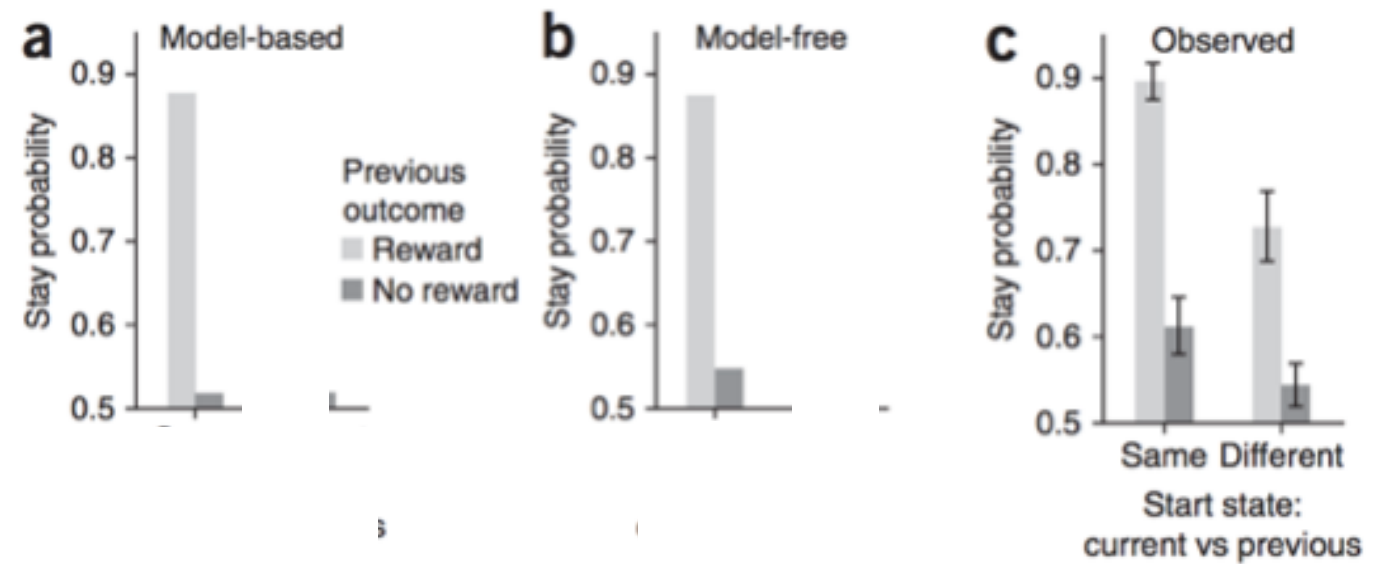 a
Model-based
Stay probability
0.9
0.8
0.7
0.6
0.5
Previous
outcome
Reward
No reward
b
Model-free
Stay probability
0.9
0.8
0.7
0.6
0.5
c
Observed
Stay probability
0.9
0.8
0.7
0.6
0.5
Same Different
Start state:
current vs previous